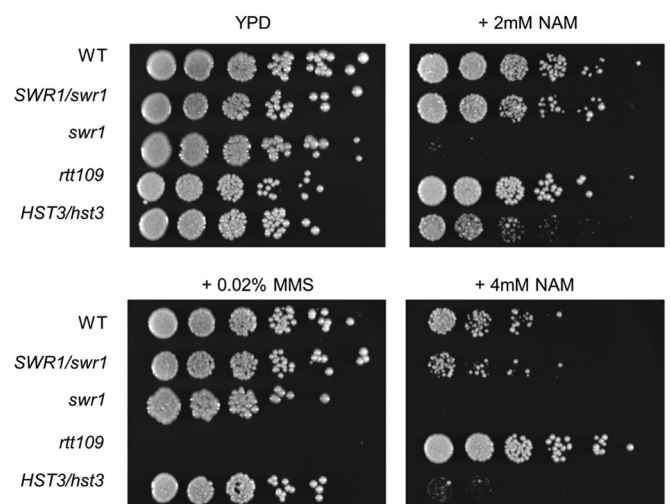 YPD
+ 2mM NAM
WT
SWR1/swr1
swr1
rtt109
HST3/hst3
+ 0.02% MMS
+ 4mM NAM
WT
SWR1/swr1
swr1
rtt109
HST3/hst3